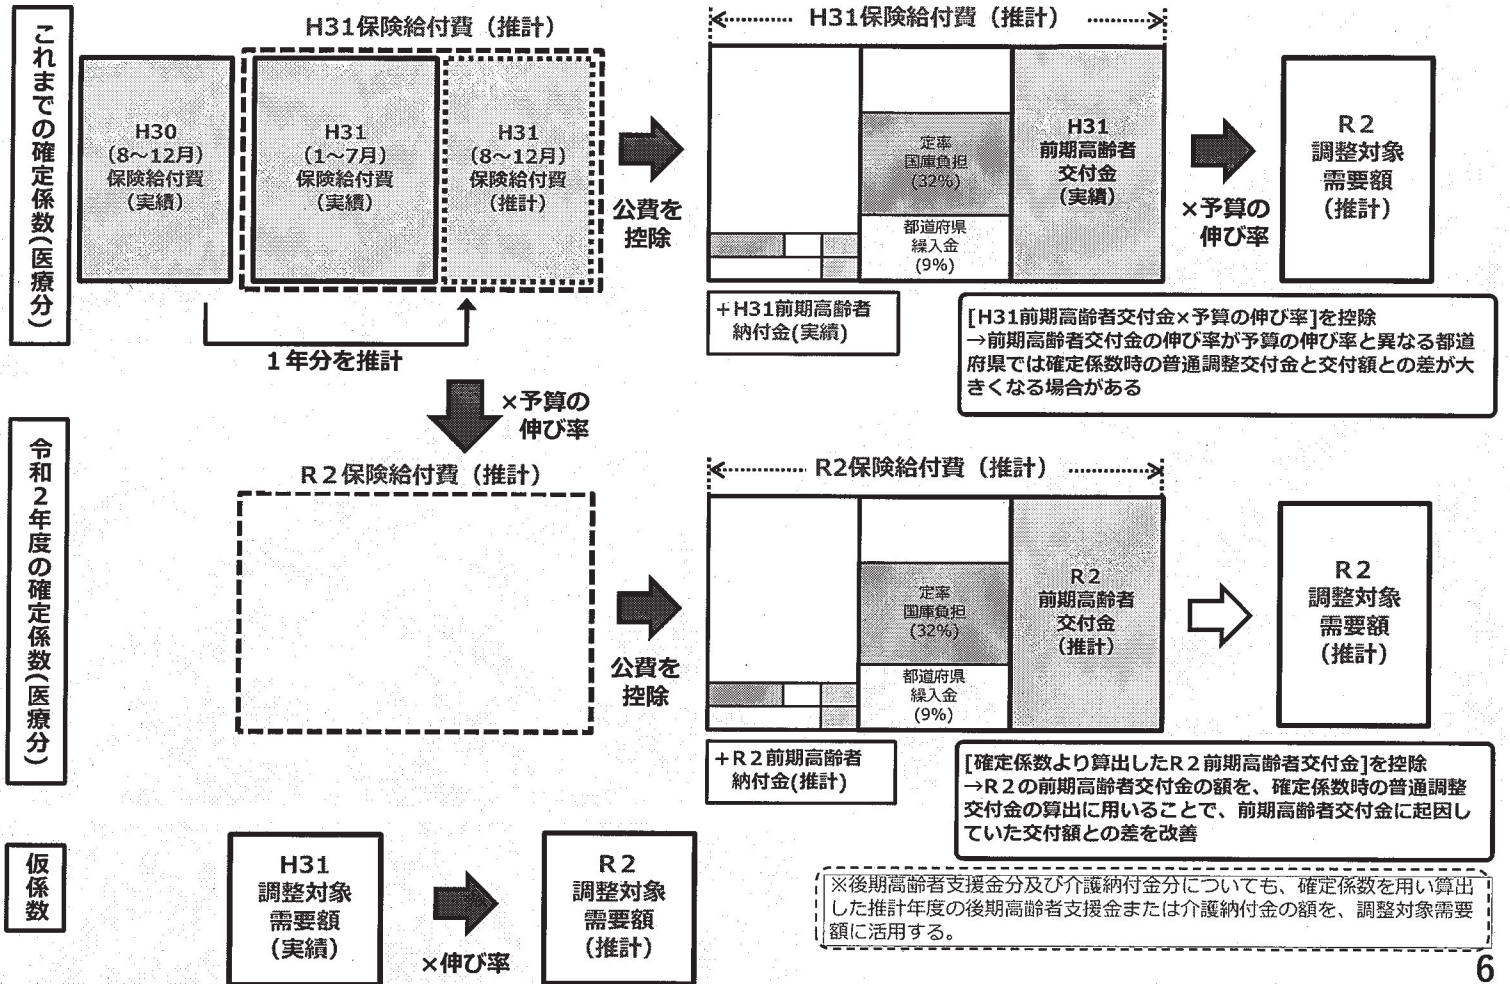 これまでの確定係数(医療分)
H31保険給付費（推計）
H30
（8～12月）
保険給付費
（実績）
H31
（1～7月）
保険給付費
（実績）
H31
（8～12月）
保険給付費
（推計）
１年分を推計
公費を
控除
H31保険給付費（推計）
定率
国庫負担
(32%)
都道府県
繰入金
(9%)
H31
前期高齢者
交付金
（実績）
＋H31前期高齢者
納付金(実績)
×予算の
伸び率
R２
調整対象
需要額
（推計）
[H31前期高齢者交付金×予算の伸び率]を控除
→前期高齢者交付金の伸び率が予算の伸び率と異なる都道
府県では確定係数時の普通調整交付金と交付額との差が大
きくなる場合がある
×予算の
伸び率
令和２年度の確定係数(医療分)
R２保険給付費（推計）
公費を
控除
R2保険給付費（推計）
定率
国庫負担
(32%)
都道府県
繰入金
(9%)
R２
前期高齢者
交付金
（推計）
＋R２前期高齢者
納付金(推計)
R２
調整対象
需要額
（推計）
[確定係数より算出したR２前期高齢者交付金]を控除
→R２の前期高齢者交付金の額を、確定係数時の普通調整
交付金の算出に用いることで、前期高齢者交付金に起因し
ていた交付額との差を改善
仮係数
H31
調整対象
需要額
（実績）
×伸び率
R２
調整対象
需要額
（推計）
※後期高齢者支援金分及び介護納付金分についても、確定係数を用い算出
した推計年度の後期高齢者支援金または介護納付金の額を、調整対象需要
額に活用する。
6